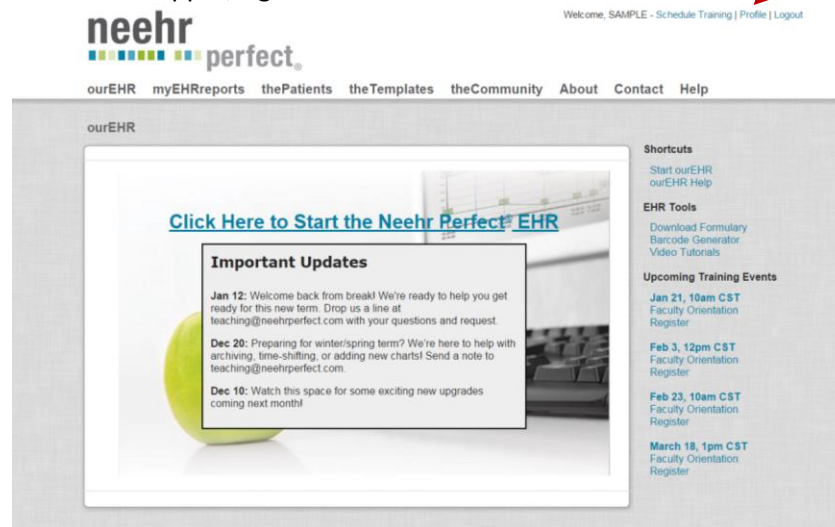 Welcome, SAMPLE - Schedule Training | Profile | Logout
neehr
perfect®
ourEHR myEHRreports thePatients theTemplates theCommunity About Contact Help
ourEHR
Click Here to Start the Neehr Perfect® EHR
Important Updates
Jan 12: Welcome back from break! We're ready to help you get
ready for this new term. Drop us a line at
teaching@neehrperfect.com with your questions and request.
Dec 20: Preparing for winter/spring term? We're here to help with
archiving, time-shifting, or adding new charts! Send a note to
teaching@neehrperfect.com.
Dec 10: Watch this space for some exciting new upgrades
coming next month!
Shortcuts
Start ourEHR
ourEHR Help
EHR Tools
Download Formulary
Barcode Generator
Video Tutorials
Upcoming Training Events
Jan 21, 10am CST
Faculty Orientation
Register
Feb 3, 12pm CST
Faculty Orientation
Register
Feb 23, 10am CST
Faculty Orientation
Register
March 18, 1pm CST
Faculty Orientation
Register